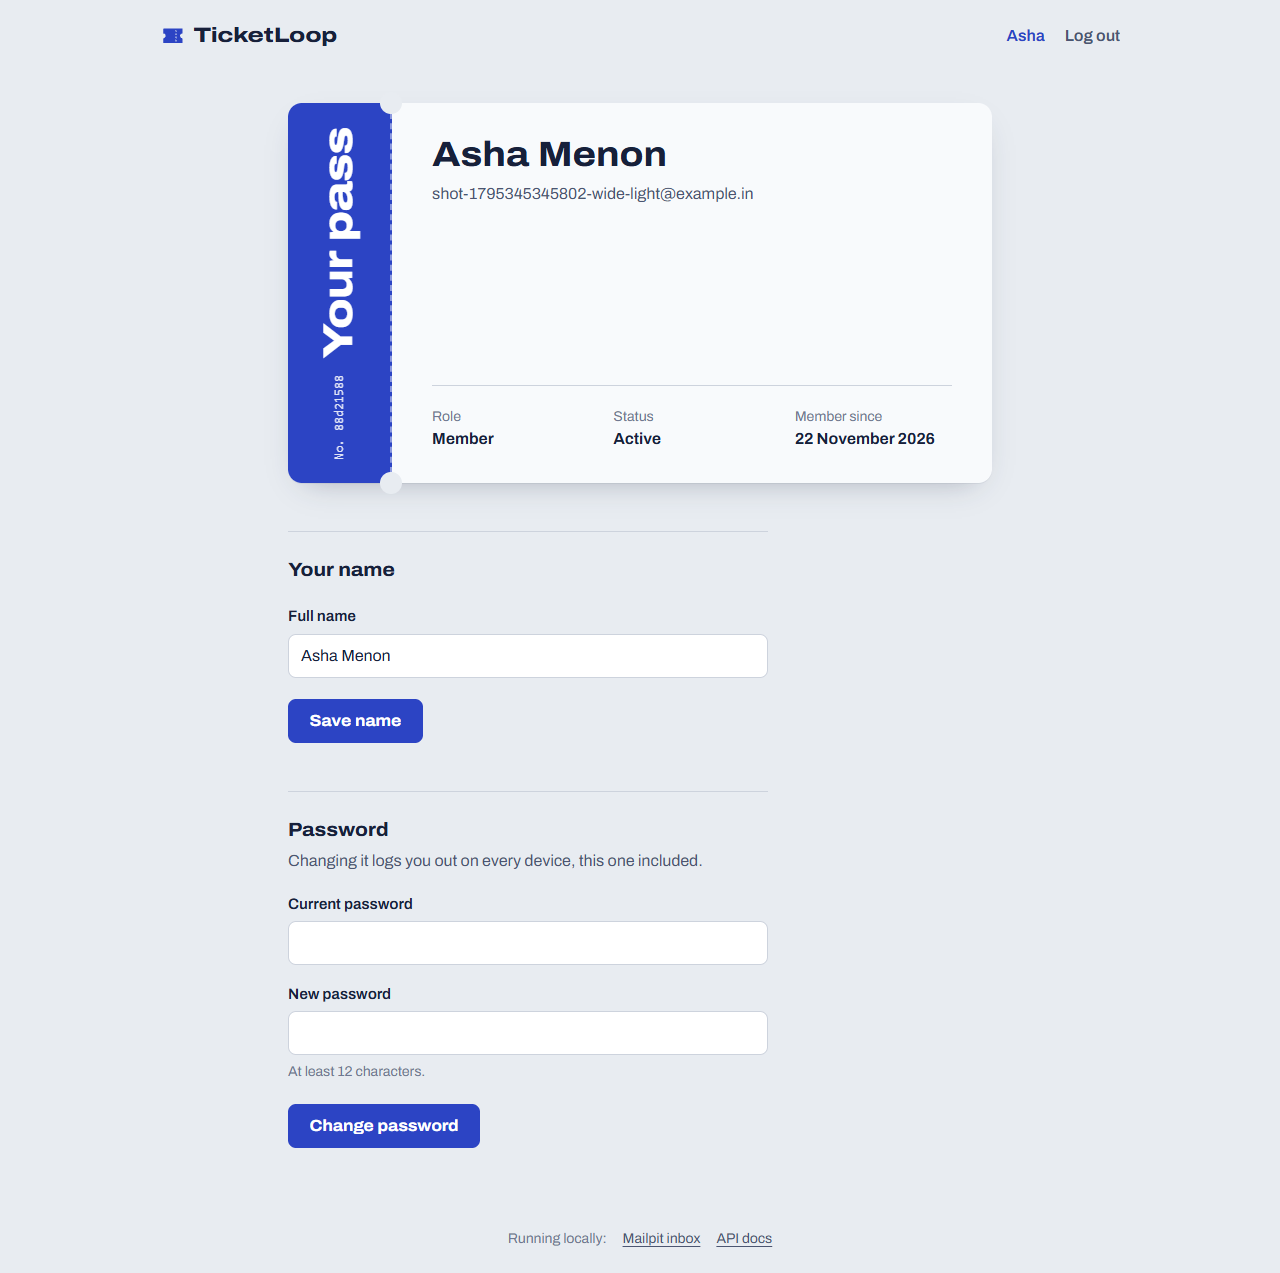 TicketLoop
Asha
Log out
Your pass
No. 88d21588
Asha Menon
shot-1795345345802-wide-light@example.in
Role
Member
Status
Active
Member since
22 November 2026
Your name
Full name
Asha Menon
Save name
Password
Changing it logs you out on every device, this one included.
Current password
New password
At least 12 characters.
Change password
Running locally: Mailpit inbox API docs